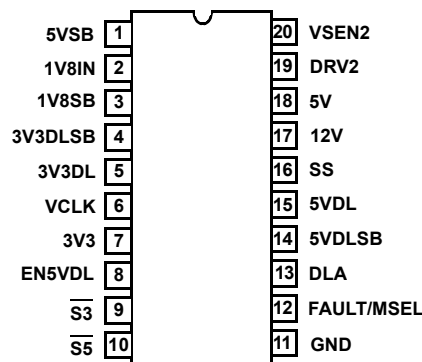 5VSB 1 20 VSEN2
1V8IN 2 19 DRV2
1V8SB 3 18 5V
3V3DLSB 4 17 12V
3V3DL 5 16 SS
VCLK 6 15 5VDL
3V3 7 14 5VDLSB
EN5VDL 8 13 DLA
S3 9 12 FAULT/MSEL
S5 10 11 GND